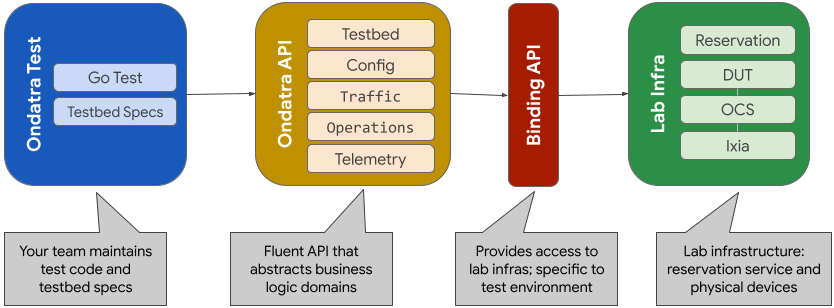 Ondatra Test
Go Test
Testbed Specs
Ondatra API
Testbed
Config
Traffic
Operations
Telemetry
Binding API
Lab Infra
Reservation
DUT
OCS
Ixia
Your team maintains
test code and
testbed specs
Fluent API that
abstracts business
logic domains
Provides access to
lab infras; specific to
test environment
Lab infrastructure:
reservation service and
physical devices